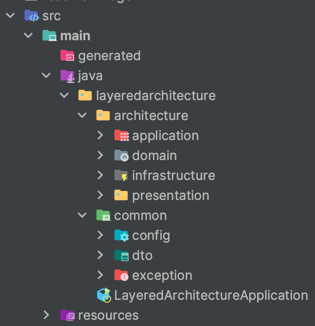 src
main
generated
java
layeredarchitecture
architecture
application
domain
infrastructure
presentation
common
config
dto
exception
LayeredArchitectureApplication
resources